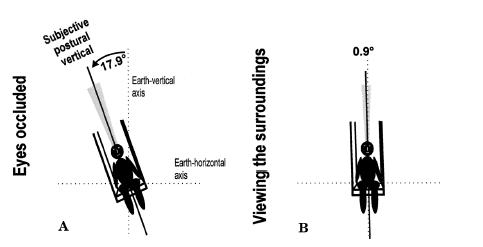 Subjective
postural
vertical
17.9°
Earth-vertical
axis
Earth-horizontal
axis
Eyes occluded
A
0.9°
Viewing the surroundings
B